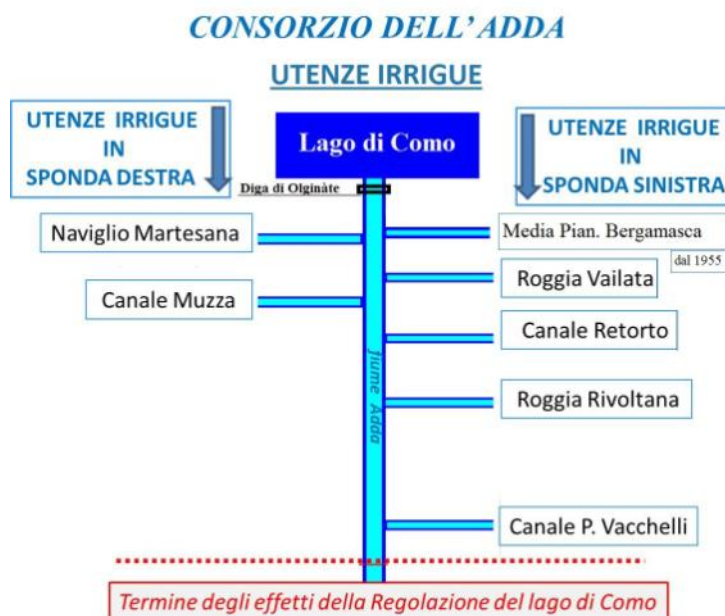 CONSORZIO DELL'ADDA
UTENZE IRRIGUE
UTENZE IRRIGUE
IN
SPONDA DESTRA
Lago di Como
UTENZE IRRIGUE
IN
SPONDA SINISTRA
Diga di Olginàte
Naviglio Martesana
Media Pian. Bergamasca
dal 1955
Roggia Vailata
Canale Muzza
Canale Retorto
fiume Adda
Roggia Rivoltana
Canale P. Vacchelli
Termine degli effetti della Regolazione del lago di Como